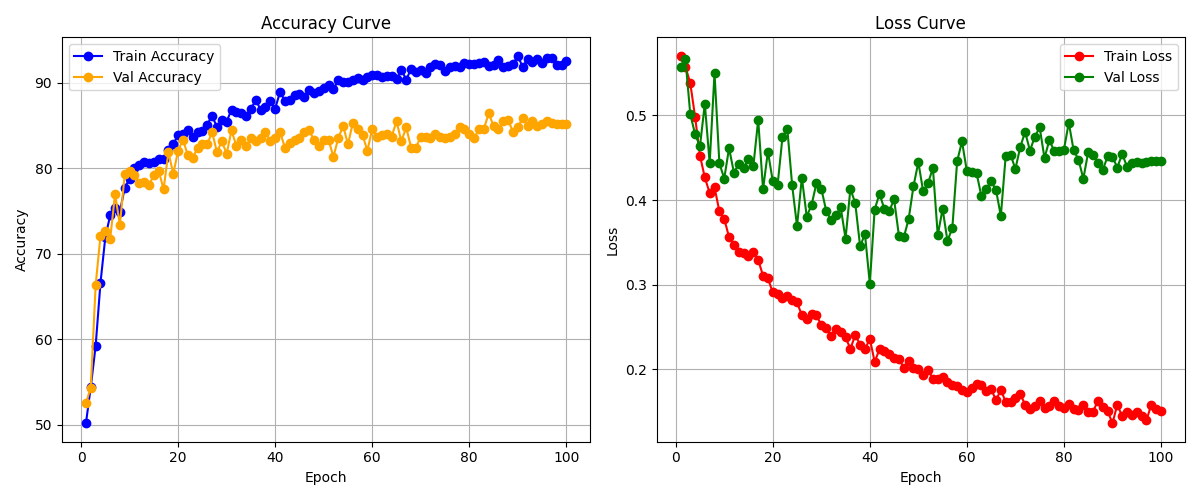 Accuracy Curve
Train Accuracy
Val Accuracy
Accuracy
90
80
70
60
50
0 20 40 60 80 100
Epoch
Loss Curve
Train Loss
Val Loss
Loss
0.5
0.4
0.3
0.2
0 20 40 60 80 100
Epoch